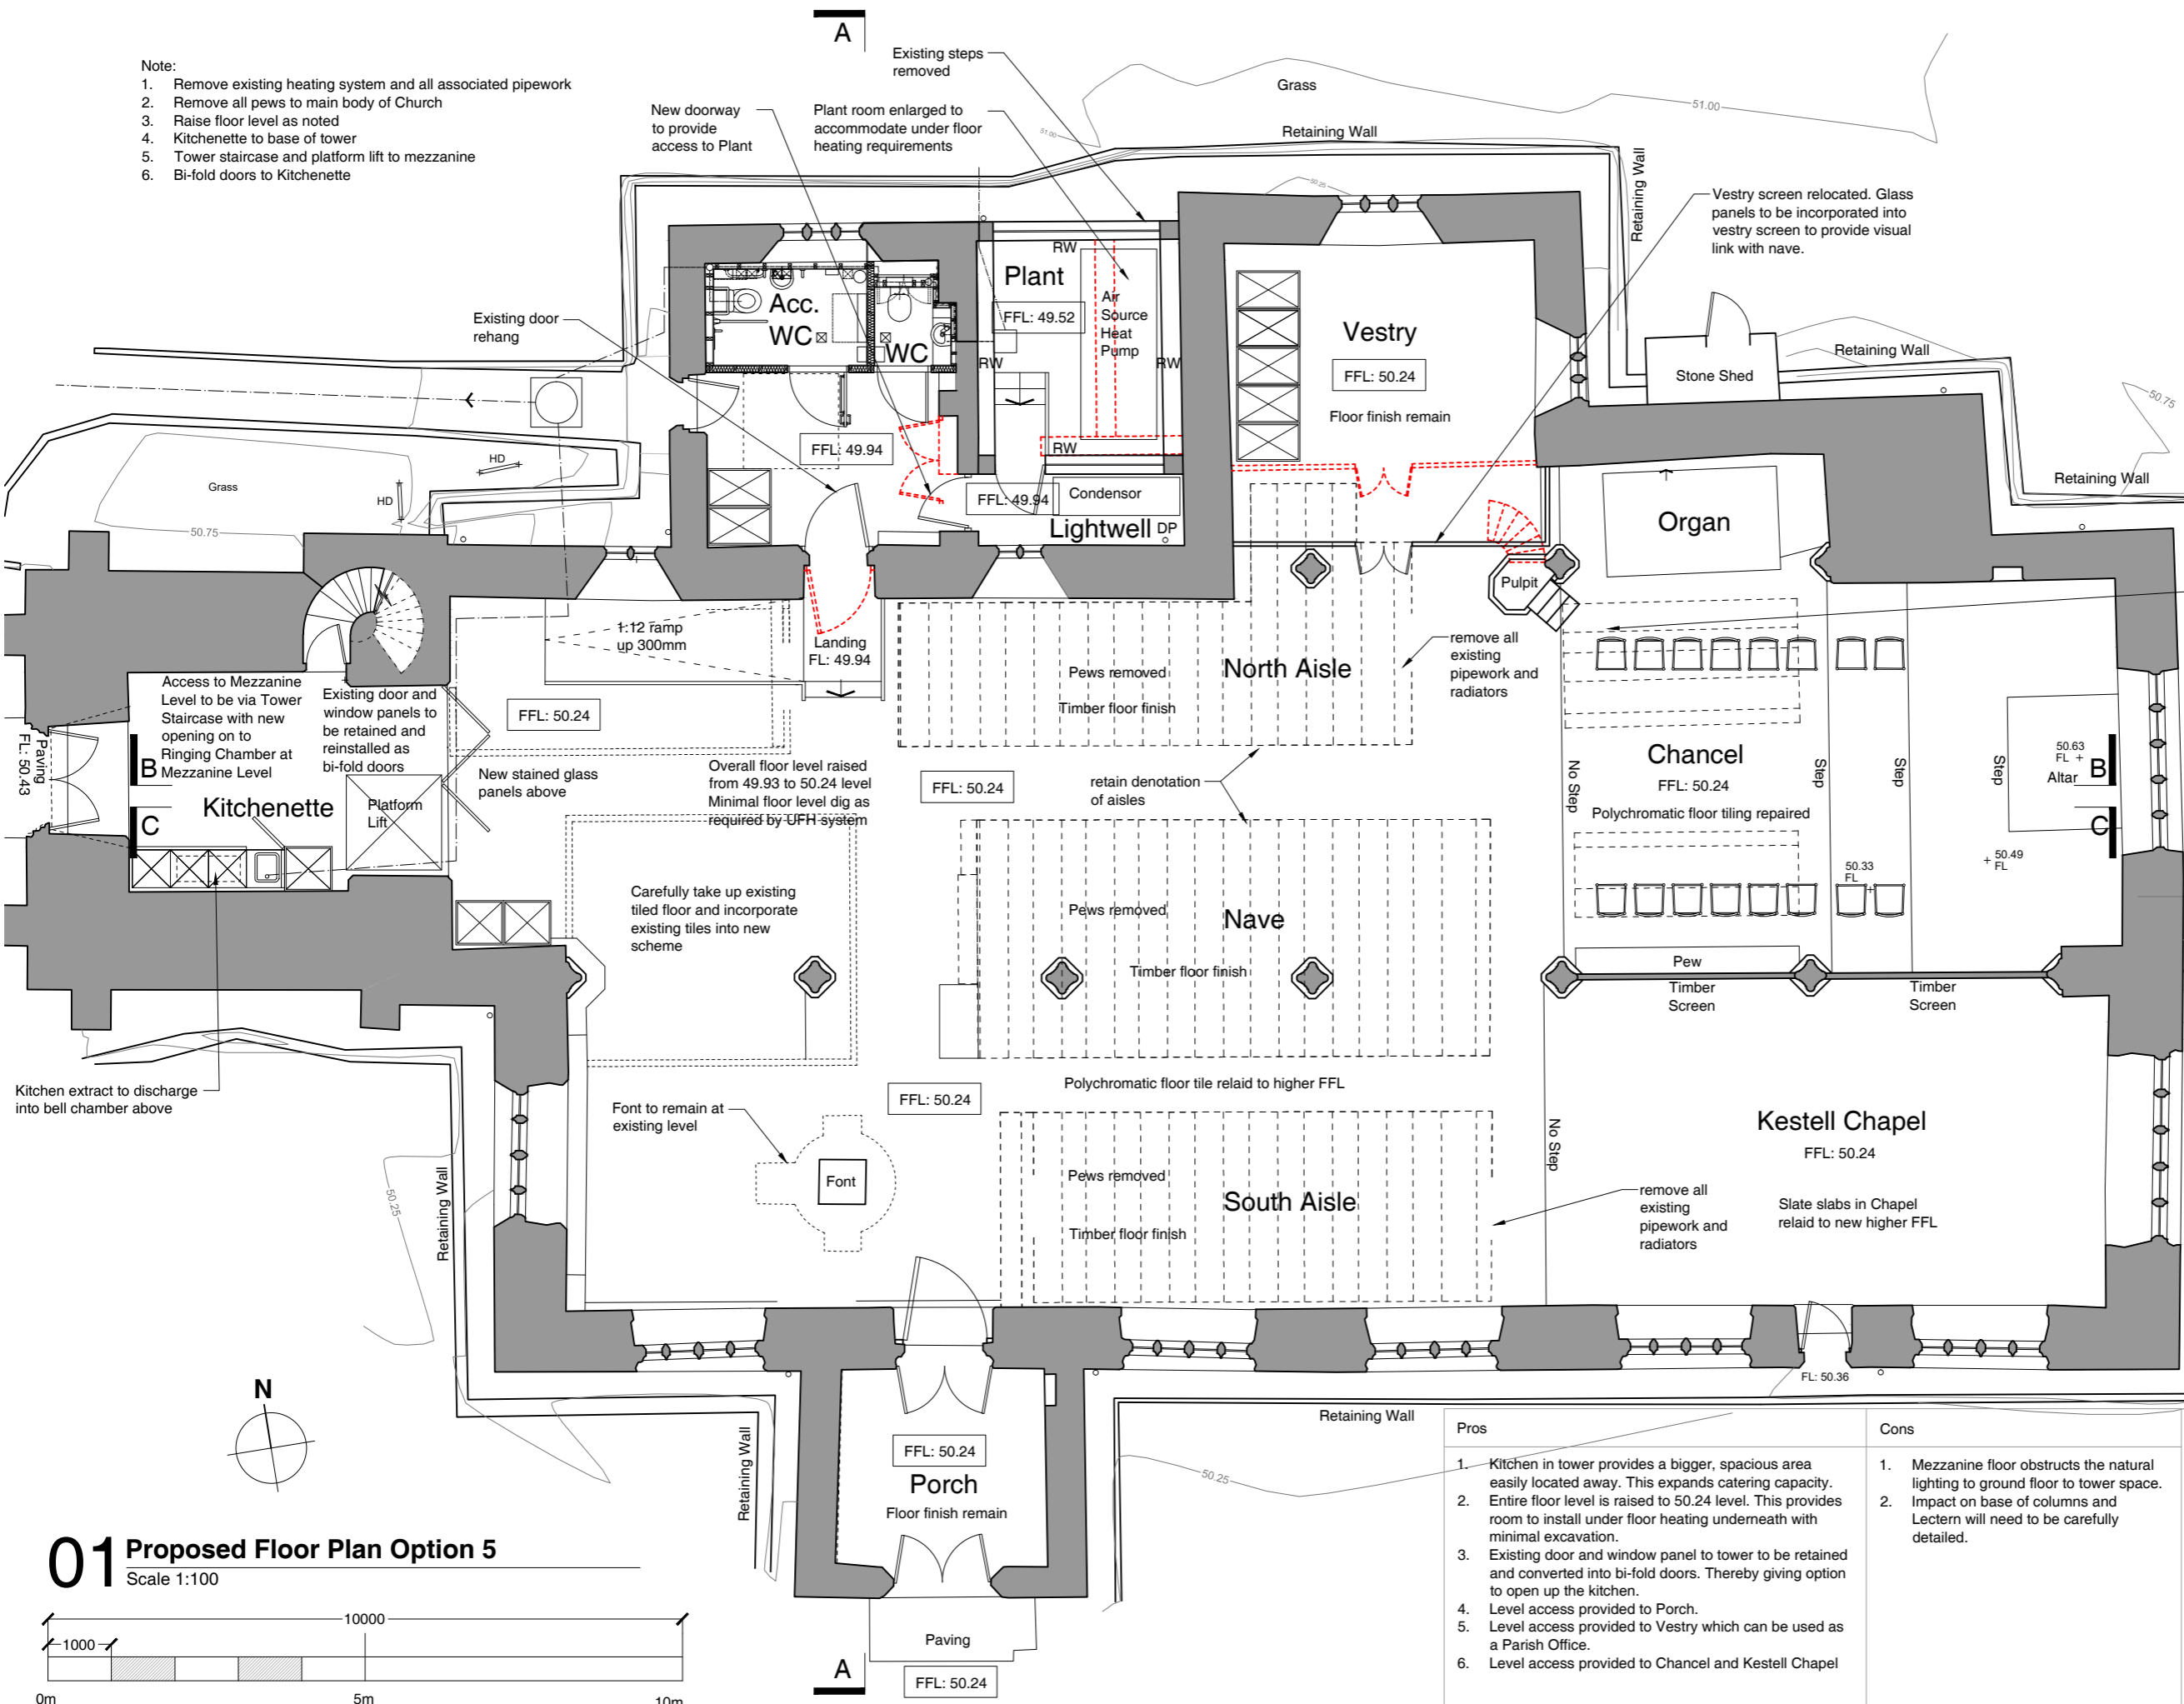 A
Note:
1. Remove existing heating system and all associated pipework
2. Remove all pews to main body of Church
3. Raise floor level as noted
4. Kitchenette to base of tower
5. Tower staircase and platform lift to mezzanine
6. Bi-fold doors to Kitchenette
Existing steps
removed
New doorway
to provide
access to Plant
Plant room enlarged to
accommodate under floor
heating requirements
Grass
51.00
51.00
Retaining Wall
Retaining Wall
50.25
Vestry screen relocated. Glass
panels to be incorporated into
vestry screen to provide visual
link with nave.
Existing door
rehang
Acc.
WC
WC
RW
Plant
FFL: 49.52
Air
Source
Heat
Pump
RW
RW
RW
Vestry
FFL: 50.24
Floor finish remain
Stone Shed
Retaining Wall
50.75
Retaining Wall
HD
HD
Grass
50.75
FFL: 49.94
FFL: 49.94
Condensor
Lightwell
DP
Organ
Pulpit
1:12 ramp
up 300mm
Landing
FL: 49.94
Pews removed
North Aisle
Timber floor finish
remove all
existing
pipework and
radiators
Access to Mezzanine
Level to be via Tower
Staircase with new
opening on to
Ringing Chamber at
Mezzanine Level
Existing door and
window panels to
be retained and
reinstalled as
bi-fold doors
FFL: 50.24
Paving
FL: 50.43
B
C
Kitchenette
Platform
Lift
New stained glass
panels above
Overall floor level raised
from 49.93 to 50.24 level
Minimal floor level dig as
required by UFH system
FFL: 50.24
retain denotation
of aisles
No Step
Chancel
FFL: 50.24
Polychromatic floor tiling repaired
Step
Step
Step
50.63
FL
Altar
B
C
50.33
FL
50.49
FL
Carefully take up existing
tiled floor and incorporate
existing tiles into new
scheme
Pews removed
Nave
Timber floor finish
Pew
Timber
Screen
Timber
Screen
Kitchen extract to discharge
into bell chamber above
Font to remain at
existing level
FFL: 50.24
Polychromatic floor tile relaid to higher FFL
Retaining Wall
50.25
Font
Pews removed
South Aisle
Timber floor finish
No Step
Kestell Chapel
FFL: 50.24
remove all
existing
pipework and
radiators
Slate slabs in Chapel
relaid to new higher FFL
FL: 50.36
N
Retaining Wall
Retaining Wall
50.25
FFL: 50.24
Porch
Floor finish remain
Paving
FFL: 50.24
A
Pros
1. Kitchen in tower provides a bigger, spacious area
easily located away. This expands catering capacity.
2. Entire floor level is raised to 50.24 level. This provides
room to install under floor heating underneath with
minimal excavation.
3. Existing door and window panel to tower to be retained
and converted into bi-fold doors. Thereby giving option
to open up the kitchen.
4. Level access provided to Porch.
5. Level access provided to Vestry which can be used as
a Parish Office.
6. Level access provided to Chancel and Kestell Chapel
Cons
1. Mezzanine floor obstructs the natural
lighting to ground floor to tower space.
2. Impact on base of columns and
Lectern will need to be carefully
detailed.
01 Proposed Floor Plan Option 5
Scale 1:100
10000
1000
0m
5m
10m